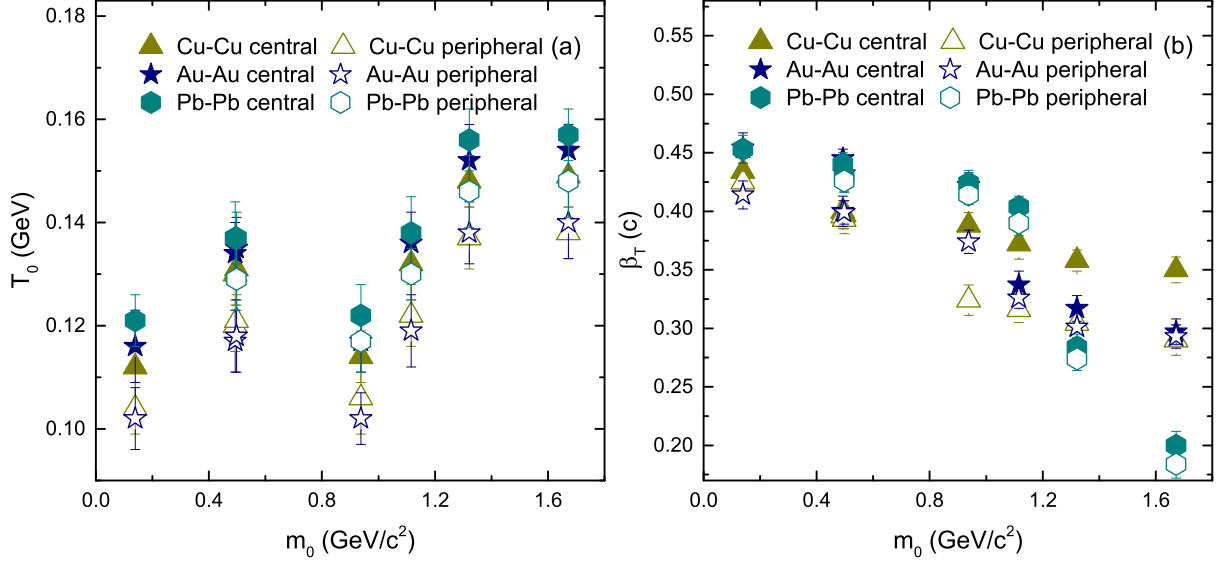 0.18
0.16
0.14
0.12
0.10
T₀ (GeV)
Cu-Cu central Cu-Cu peripheral (a)
Au-Au central Au-Au peripheral
Pb-Pb central Pb-Pb peripheral
0.0 0.4 0.8 1.2 1.6
m₀ (GeV/c²)
0.55
0.50
0.45
0.40
0.35
0.30
0.25
0.20
β_T (c)
Cu-Cu central Cu-Cu peripheral (b)
Au-Au central Au-Au peripheral
Pb-Pb central Pb-Pb peripheral
0.0 0.4 0.8 1.2 1.6
m₀ (GeV/c²)